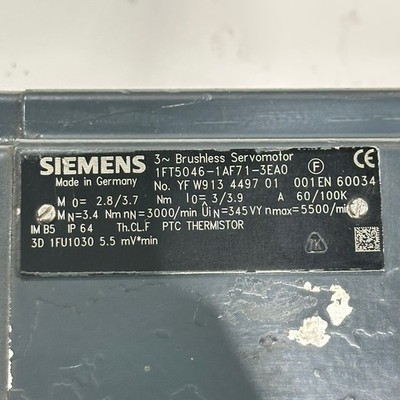 SIEMENS
Made in Germany
3~ Brushless Servomotor
1FT5046-1AF71-3EA0
F
CE
No. YF W913 4497 01 001 EN 60034
M0= 2.8/3.7 Nm I0= 3/3.9 A 60/100K
MN=3.4 Nm nN=3000/min ÛiN=345V Y nmax=5500/min
IM B5 IP 64 Th.CL.F PTC THERMISTOR
3D 1FU1030 5.5 mV*min